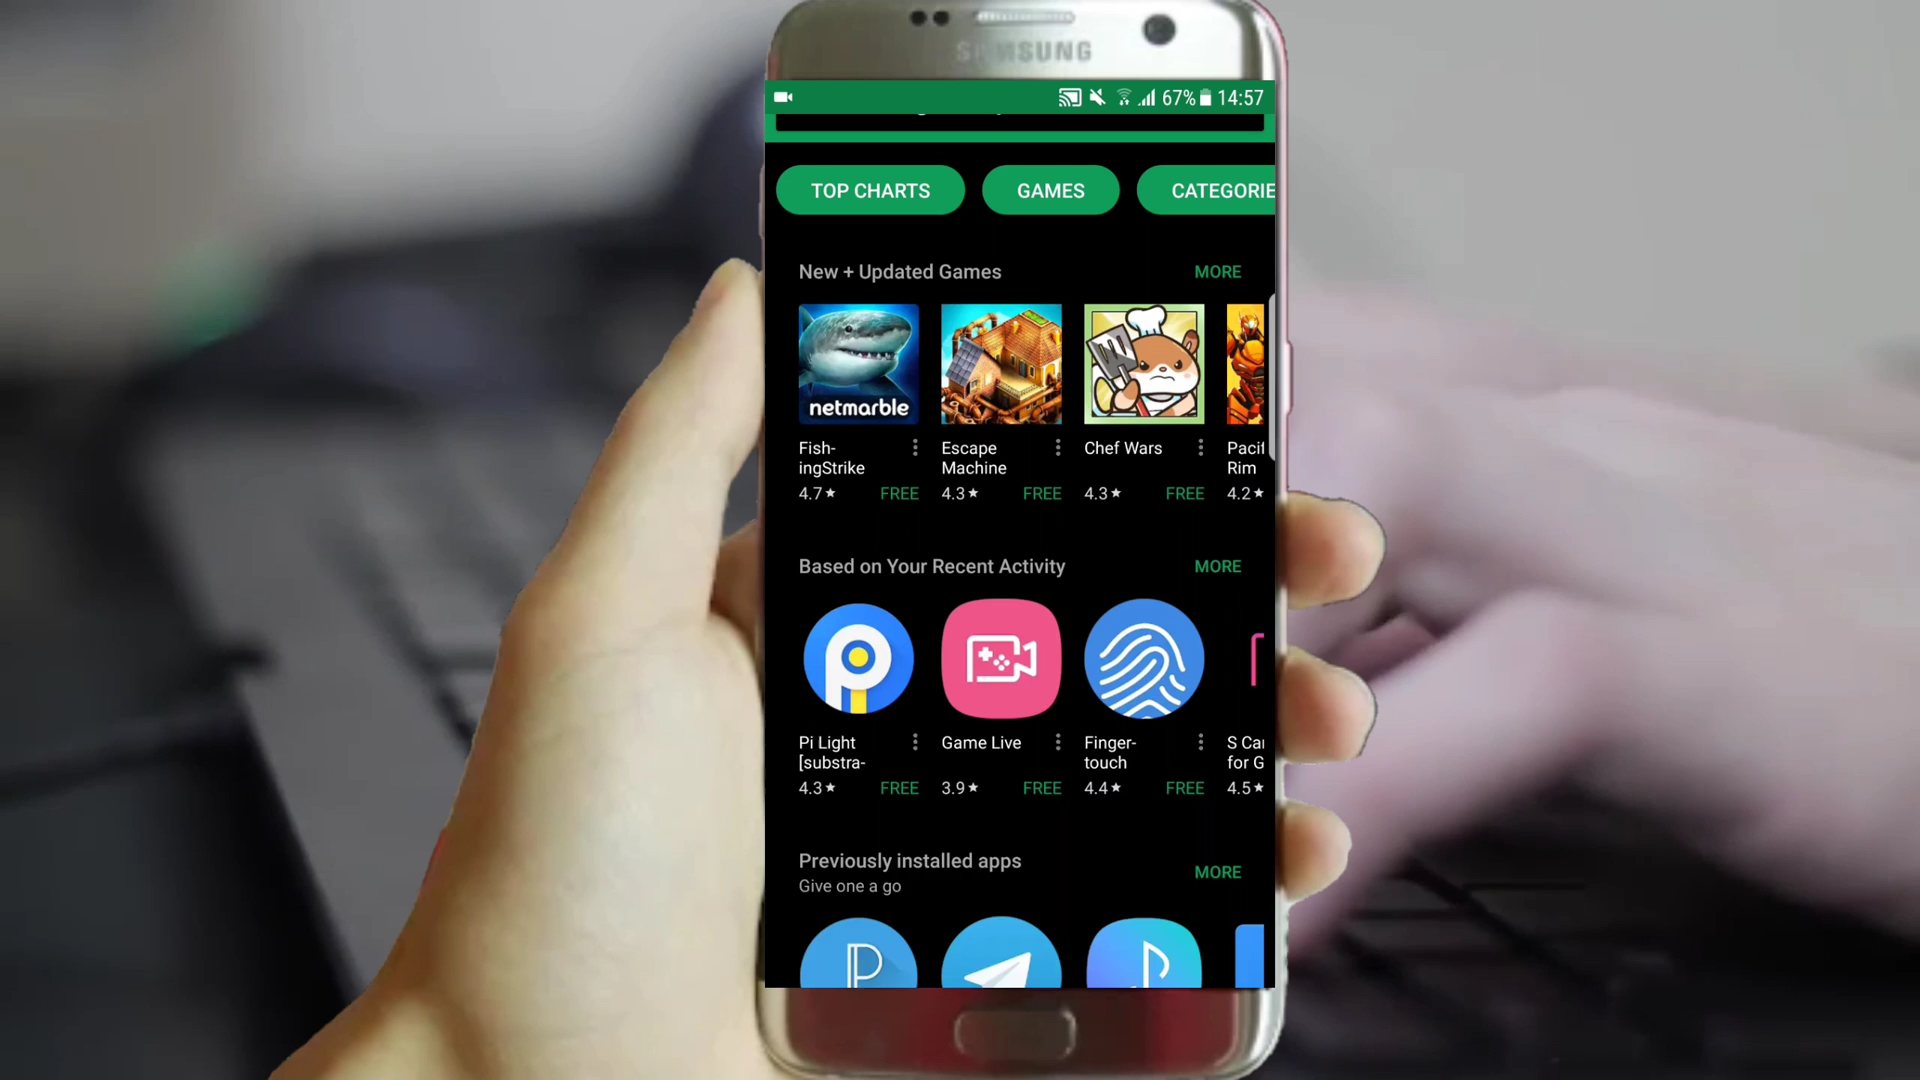 SAMSUNG
67% 14:57
TOP CHARTS GAMES CATEGORIE
New + Updated Games MORE
netmarble
Fish-
ingStrike
4.7★ FREE
Escape
Machine
4.3★ FREE
Chef Wars
4.3★ FREE
Pacif
Rim
4.2★
Based on Your Recent Activity MORE
Pi Light
[substra-
4.3★ FREE
Game Live
3.9★ FREE
Finger-
touch
4.4★ FREE
S Ca
for G
4.5★
Previously installed apps MORE
Give one a go